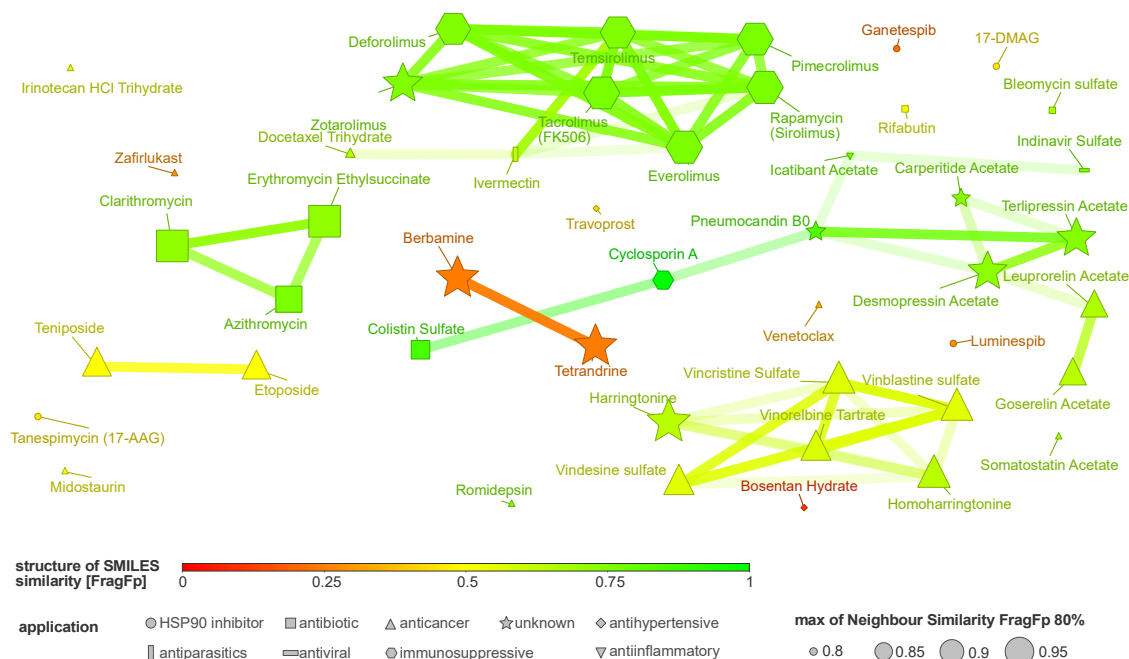 Ganetespib
17-DMAG
Deforolimus
Temsirolimus
Pimecrolimus
Irinotecan HCl Trihydrate
Bleomycin sulfate
Zotarolimus
Tacrolimus
(FK506)
Rapamycin
(Sirolimus)
Rifabutin
Docetaxel Trihydrate
Indinavir Sulfate
Zafirlukast
Ivermectin
Everolimus
Icatibant Acetate
Carperitide Acetate
Erythromycin Ethylsuccinate
Clarithromycin
Terlipressin Acetate
Travoprost
Pneumocandin B0
Berbamine
Cyclosporin A
Leuprorelin Acetate
Desmopressin Acetate
Azithromycin
Colistin Sulfate
Teniposide
Venetoclax
Luminespib
Tetrandrine
Vincristine Sulfate
Vinblastine sulfate
Etoposide
Harringtonine
Goserelin Acetate
Vinorelbine Tartrate
Tanespimycin (17-AAG)
Somatostatin Acetate
Vindesine sulfate
Midostaurin
Bosentan Hydrate
Romidepsin
Homoharringtonine
structure of SMILES
similarity [FragFp]
0 0.25 0.5 0.75 1
application
HSP90 inhibitor antibiotic anticancer unknown antihypertensive
antiparasitics antiviral immunosuppressive antiinflammatory
max of Neighbour Similarity FragFp 80%
0.8 0.85 0.9 0.95